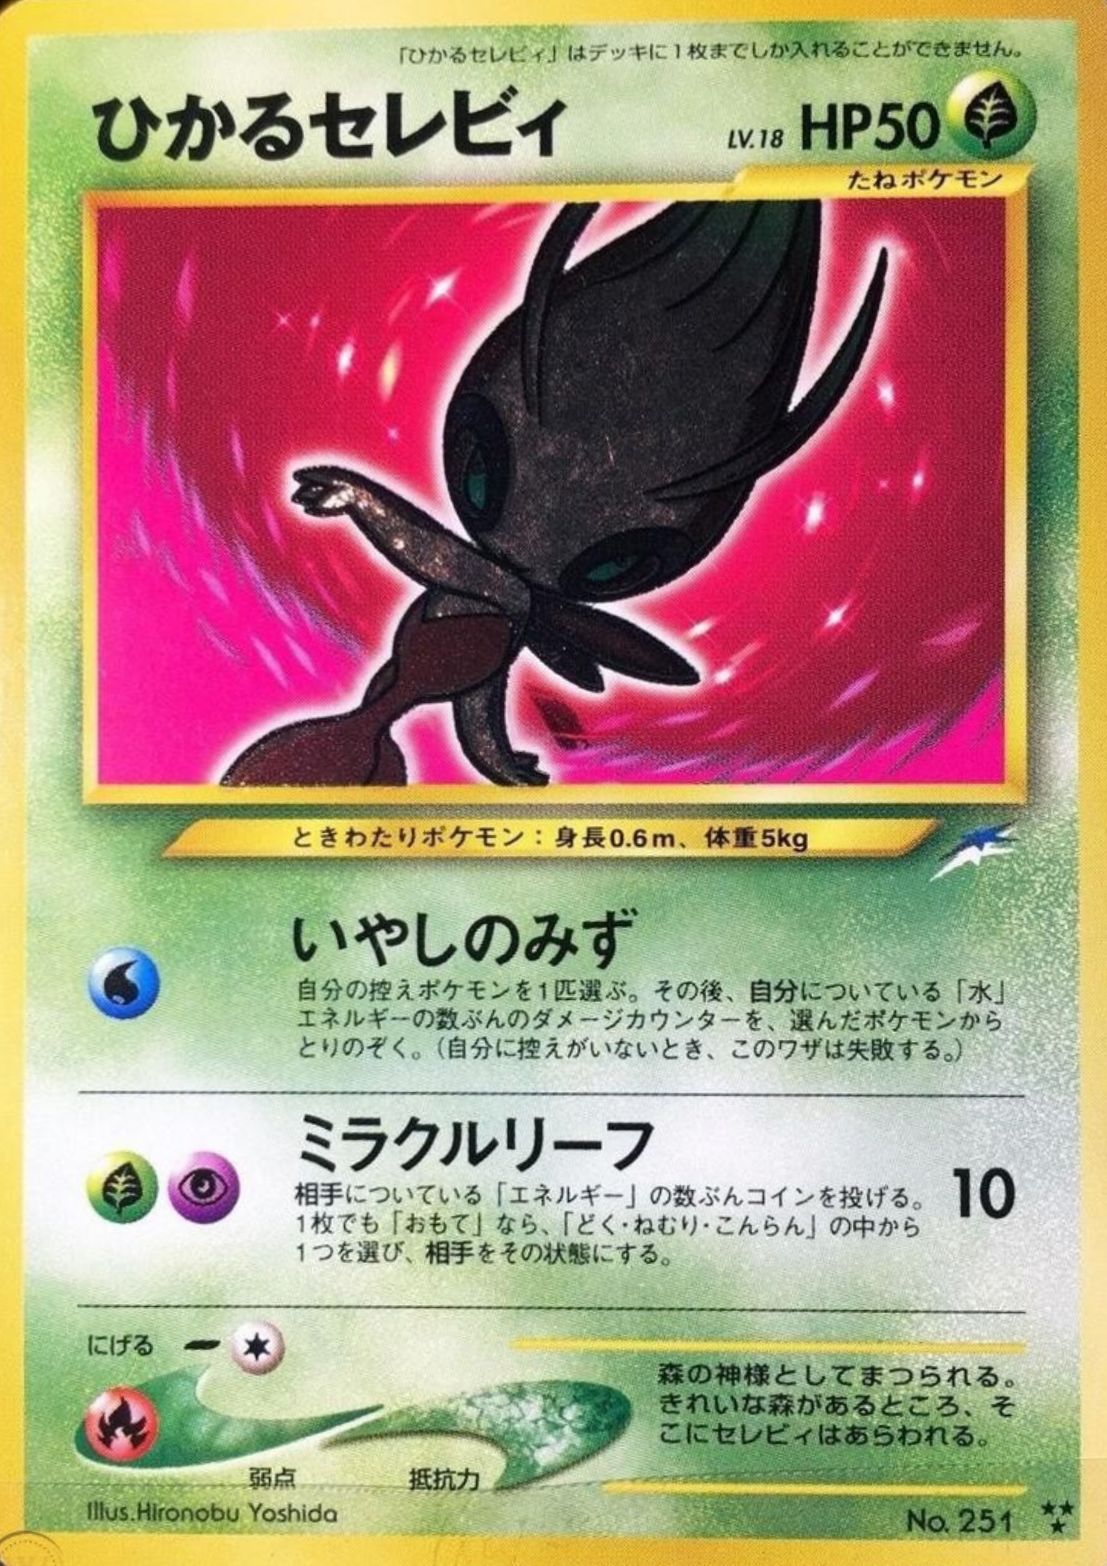 「ひかるセレビィ」はデッキに1枚までしか入れることができません。
ひかるセレビィ
LV.18 HP50
たねポケモン
ときわたりポケモン：身長0.6m、体重5kg
いやしのみず
自分の控えポケモンを1匹選ぶ。その後、自分についている「水」
エネルギーの数ぶんのダメージカウンターを、選んだポケモンから
とりのぞく。（自分に控えがいないとき、このワザは失敗する。）
ミラクルリーフ
10
相手についている「エネルギー」の数ぶんコインを投げる。
1枚でも「おもて」なら、「どく・ねむり・こんらん」の中から
1つを選び、相手をその状態にする。
にげる
弱点
抵抗力
森の神様としてまつられる。
きれいな森があるところ、そ
こにセレビィはあらわれる。
Illus.Hironobu Yoshida
No. 251